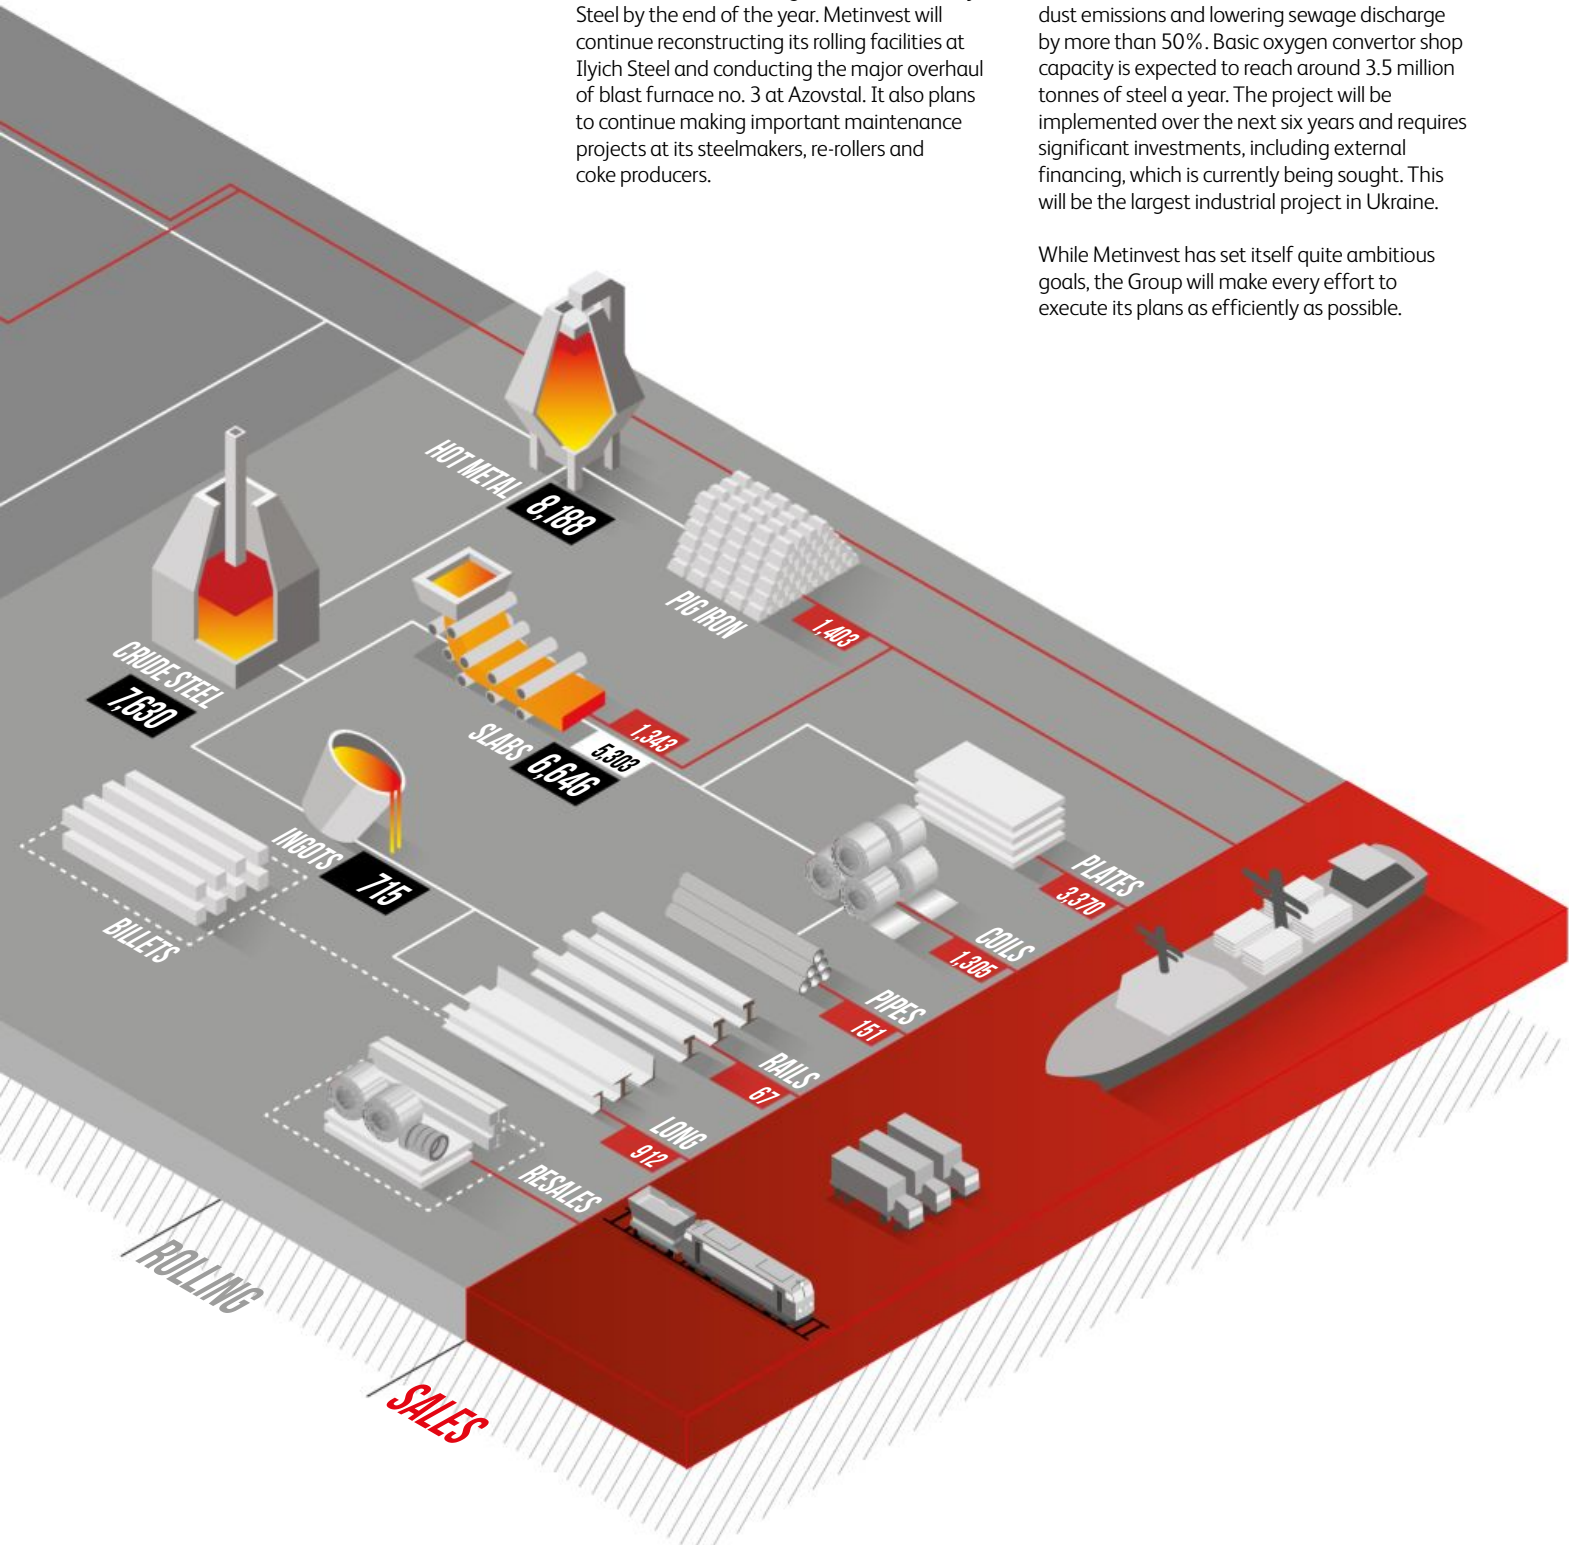 Steel by the end of the year. Metinvest will
continue reconstructing its rolling facilities at
Ilyich Steel and conducting the major overhaul
of blast furnace no. 3 at Azovstal. It also plans
to continue making important maintenance
projects at its steelmakers, re-rollers and
coke producers.
dust emissions and lowering sewage discharge
by more than 50%. Basic oxygen convertor shop
capacity is expected to reach around 3.5 million
tonnes of steel a year. The project will be
implemented over the next six years and requires
significant investments, including external
financing, which is currently being sought. This
will be the largest industrial project in Ukraine.
While Metinvest has set itself quite ambitious
goals, the Group will make every effort to
execute its plans as efficiently as possible.
HOT METAL
8,188
PIG IRON
1,403
CRUDE STEEL
7,630
SLABS
1,343
5,303
6,646
INGOTS
715
BILLETS
PLATES
3,370
COILS
1,305
PIPES
151
RAILS
67
LONG
912
RESALES
ROLLING
SALES